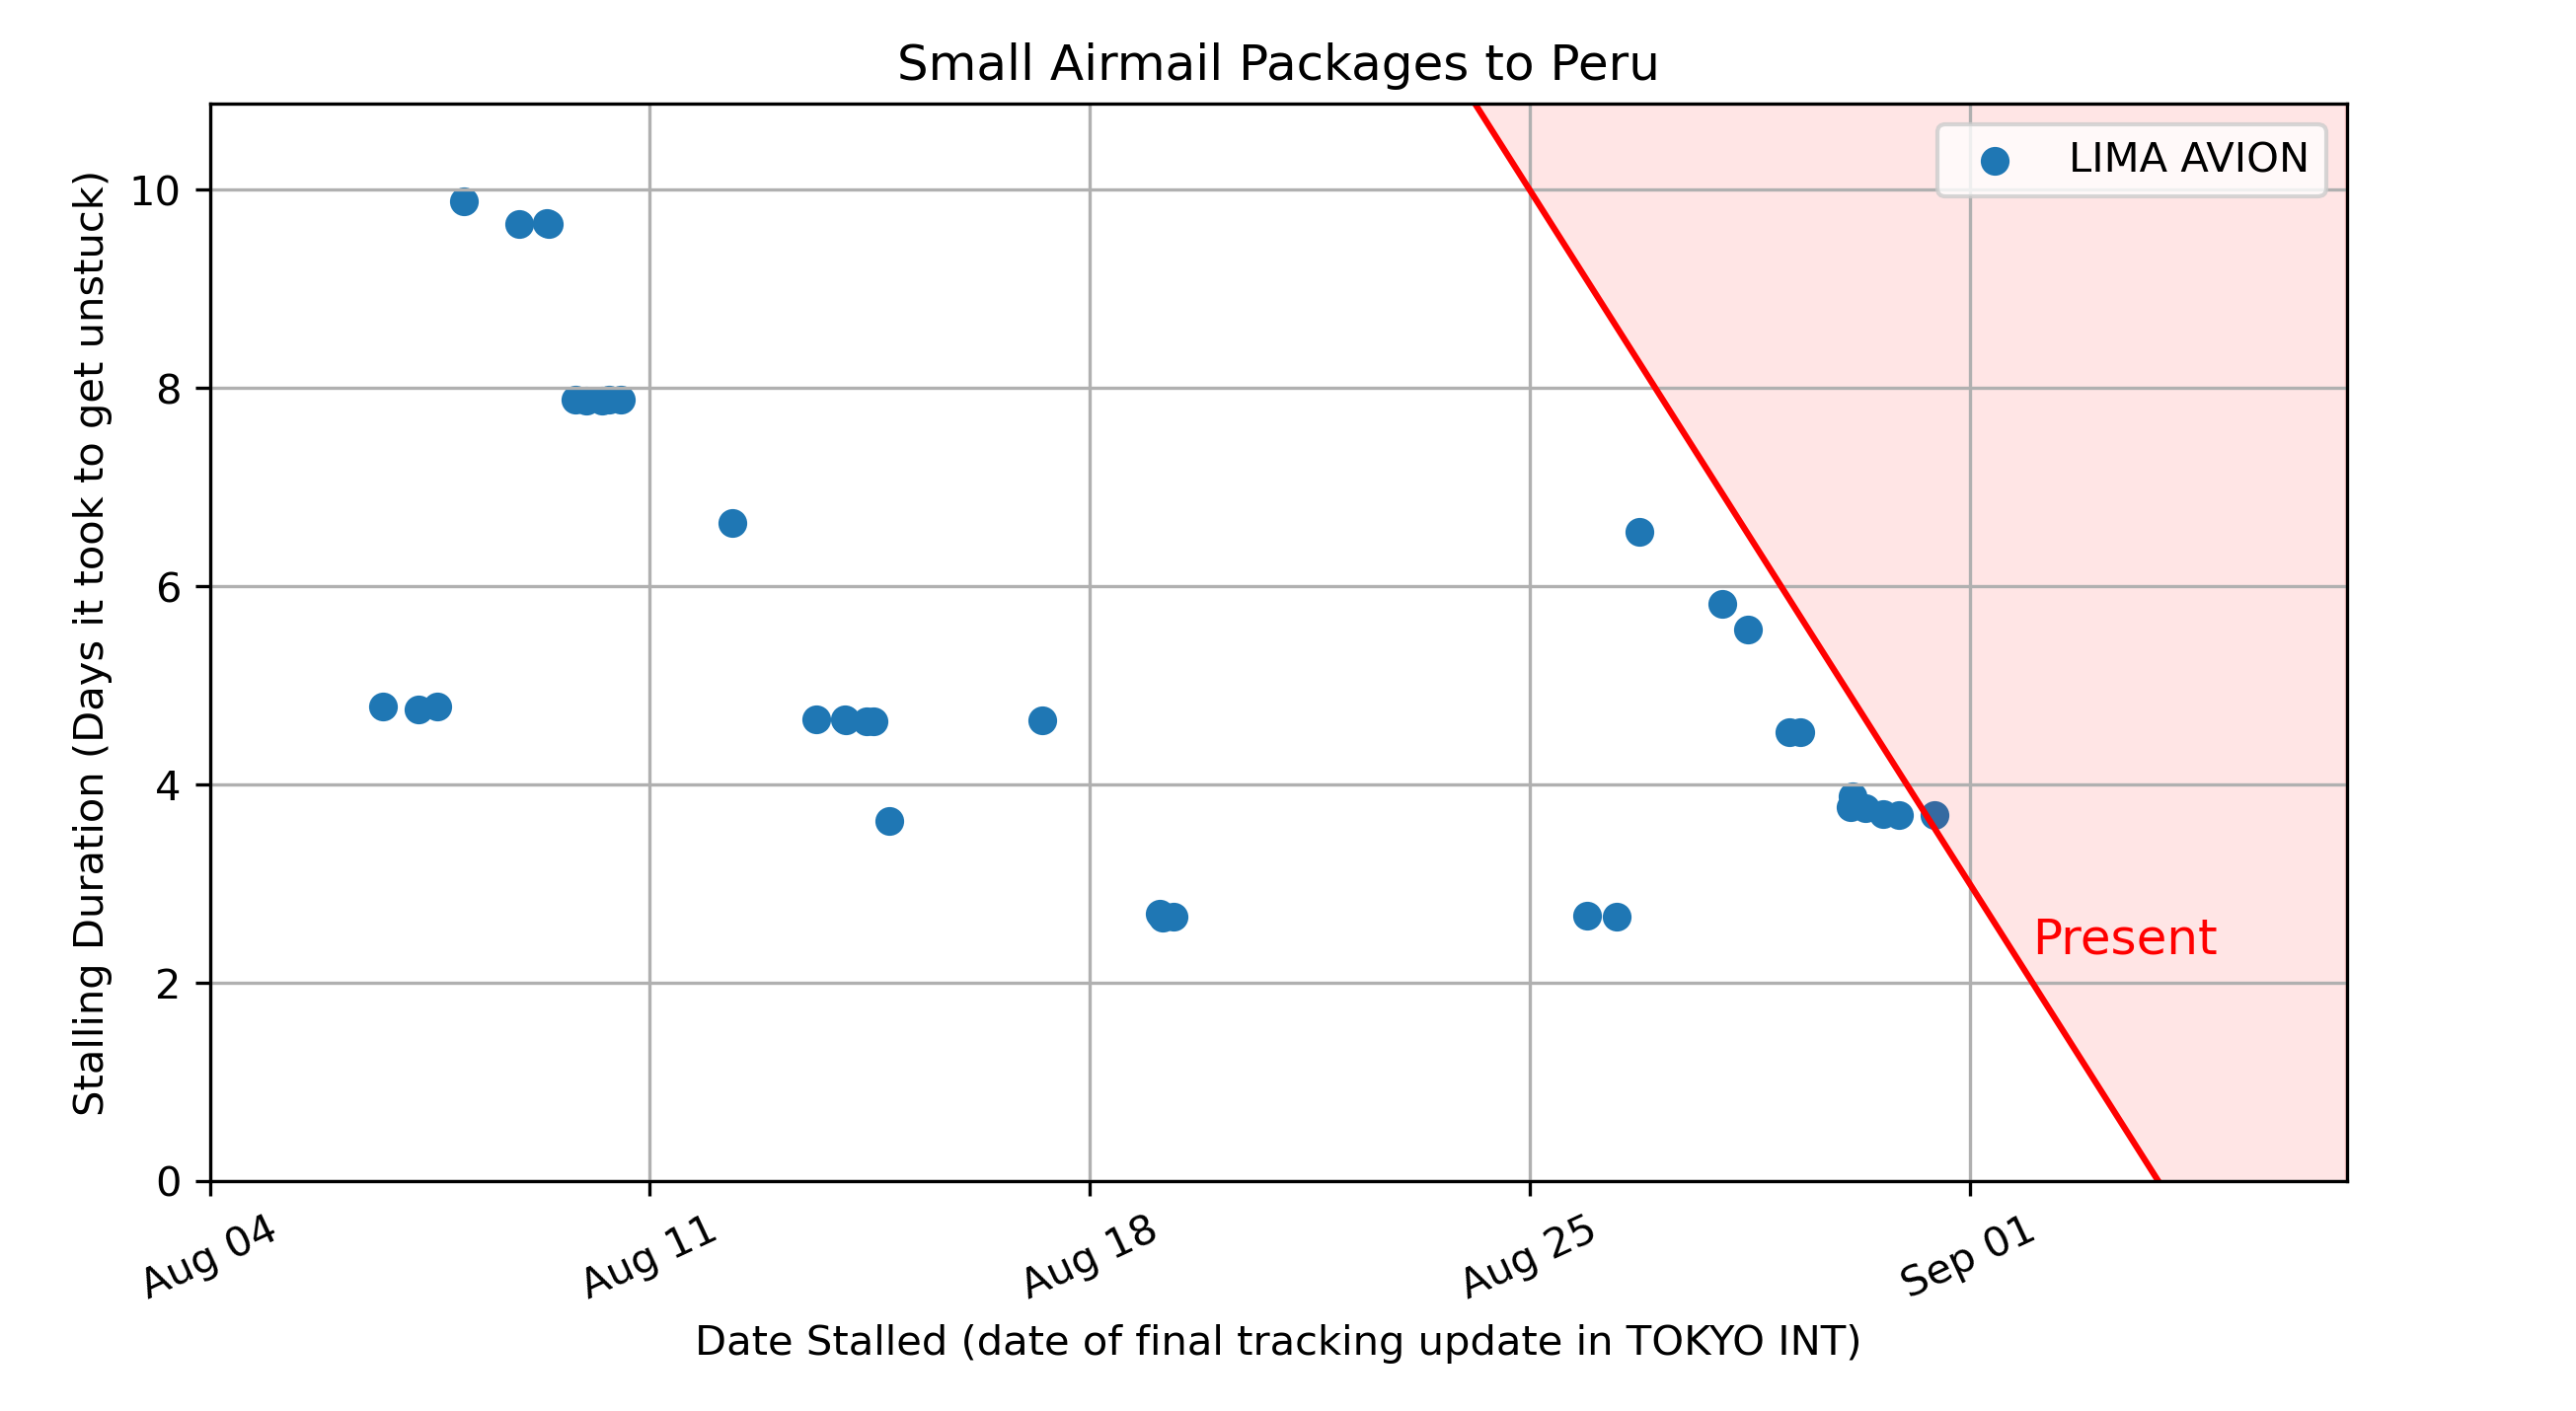 Small Airmail Packages to Peru
LIMA AVION
Stalling Duration (Days it took to get unstuck)
10
8
6
4
2
0
Present
Aug 04
Aug 11
Aug 18
Aug 25
Sep 01
Date Stalled (date of final tracking update in TOKYO INT)